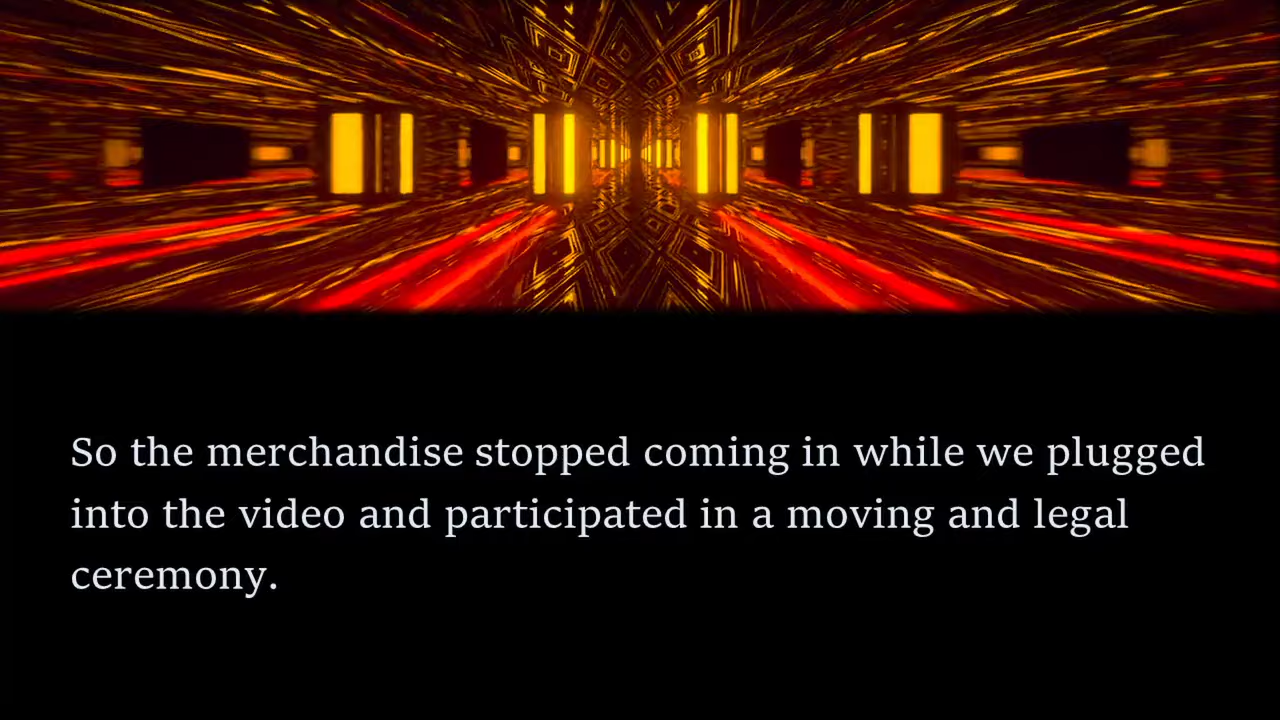 So the merchandise stopped coming in while we plugged
into the video and participated in a moving and legal
ceremony.